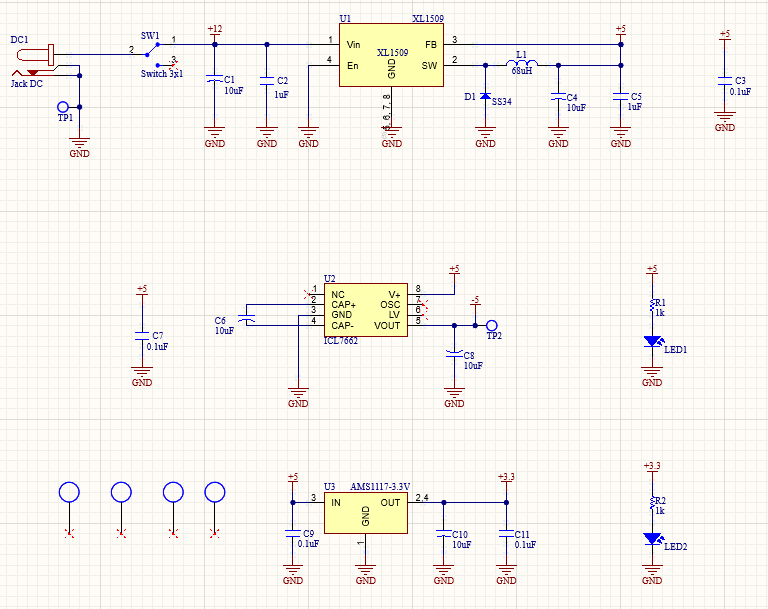 DC1
Jack DC
TP1
GND
SW1
2
1
3
Switch 3x1
+12
C1
10uF
GND
C2
1uF
GND
GND
U1
XL1509
1
Vin
4
En
XL1509
GND
FB
3
SW
2
5, 6, 7, 8
GND
L1
68uH
D1
SS34
GND
C4
10uF
GND
+5
C5
1uF
GND
+5
C3
0.1uF
GND
+5
C7
0.1uF
GND
C6
10uF
U2
1
NC
2
CAP+
3
GND
4
CAP-
V+
8
OSC
7
LV
6
VOUT
5
ICL7662
GND
+5
-5
TP2
C8
10uF
GND
+5
R1
1k
LED1
GND
+5
C9
0.1uF
GND
U3
AMS1117-3.3V
3
IN
OUT
2,4
GND
1
GND
C10
10uF
GND
+3.3
C11
0.1uF
GND
+3.3
R2
1k
LED2
GND